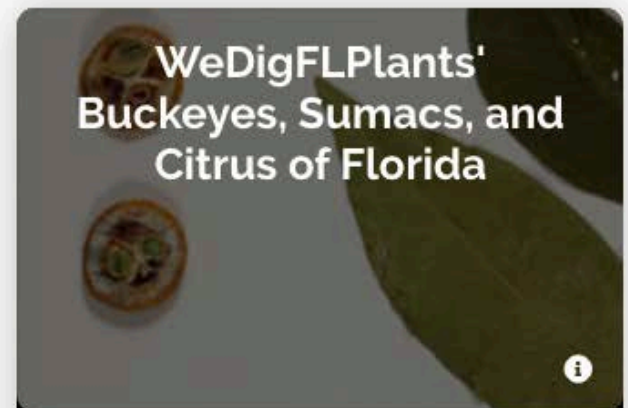 WeDigFLPlants'
Buckeyes, Sumacs, and
Citrus of Florida